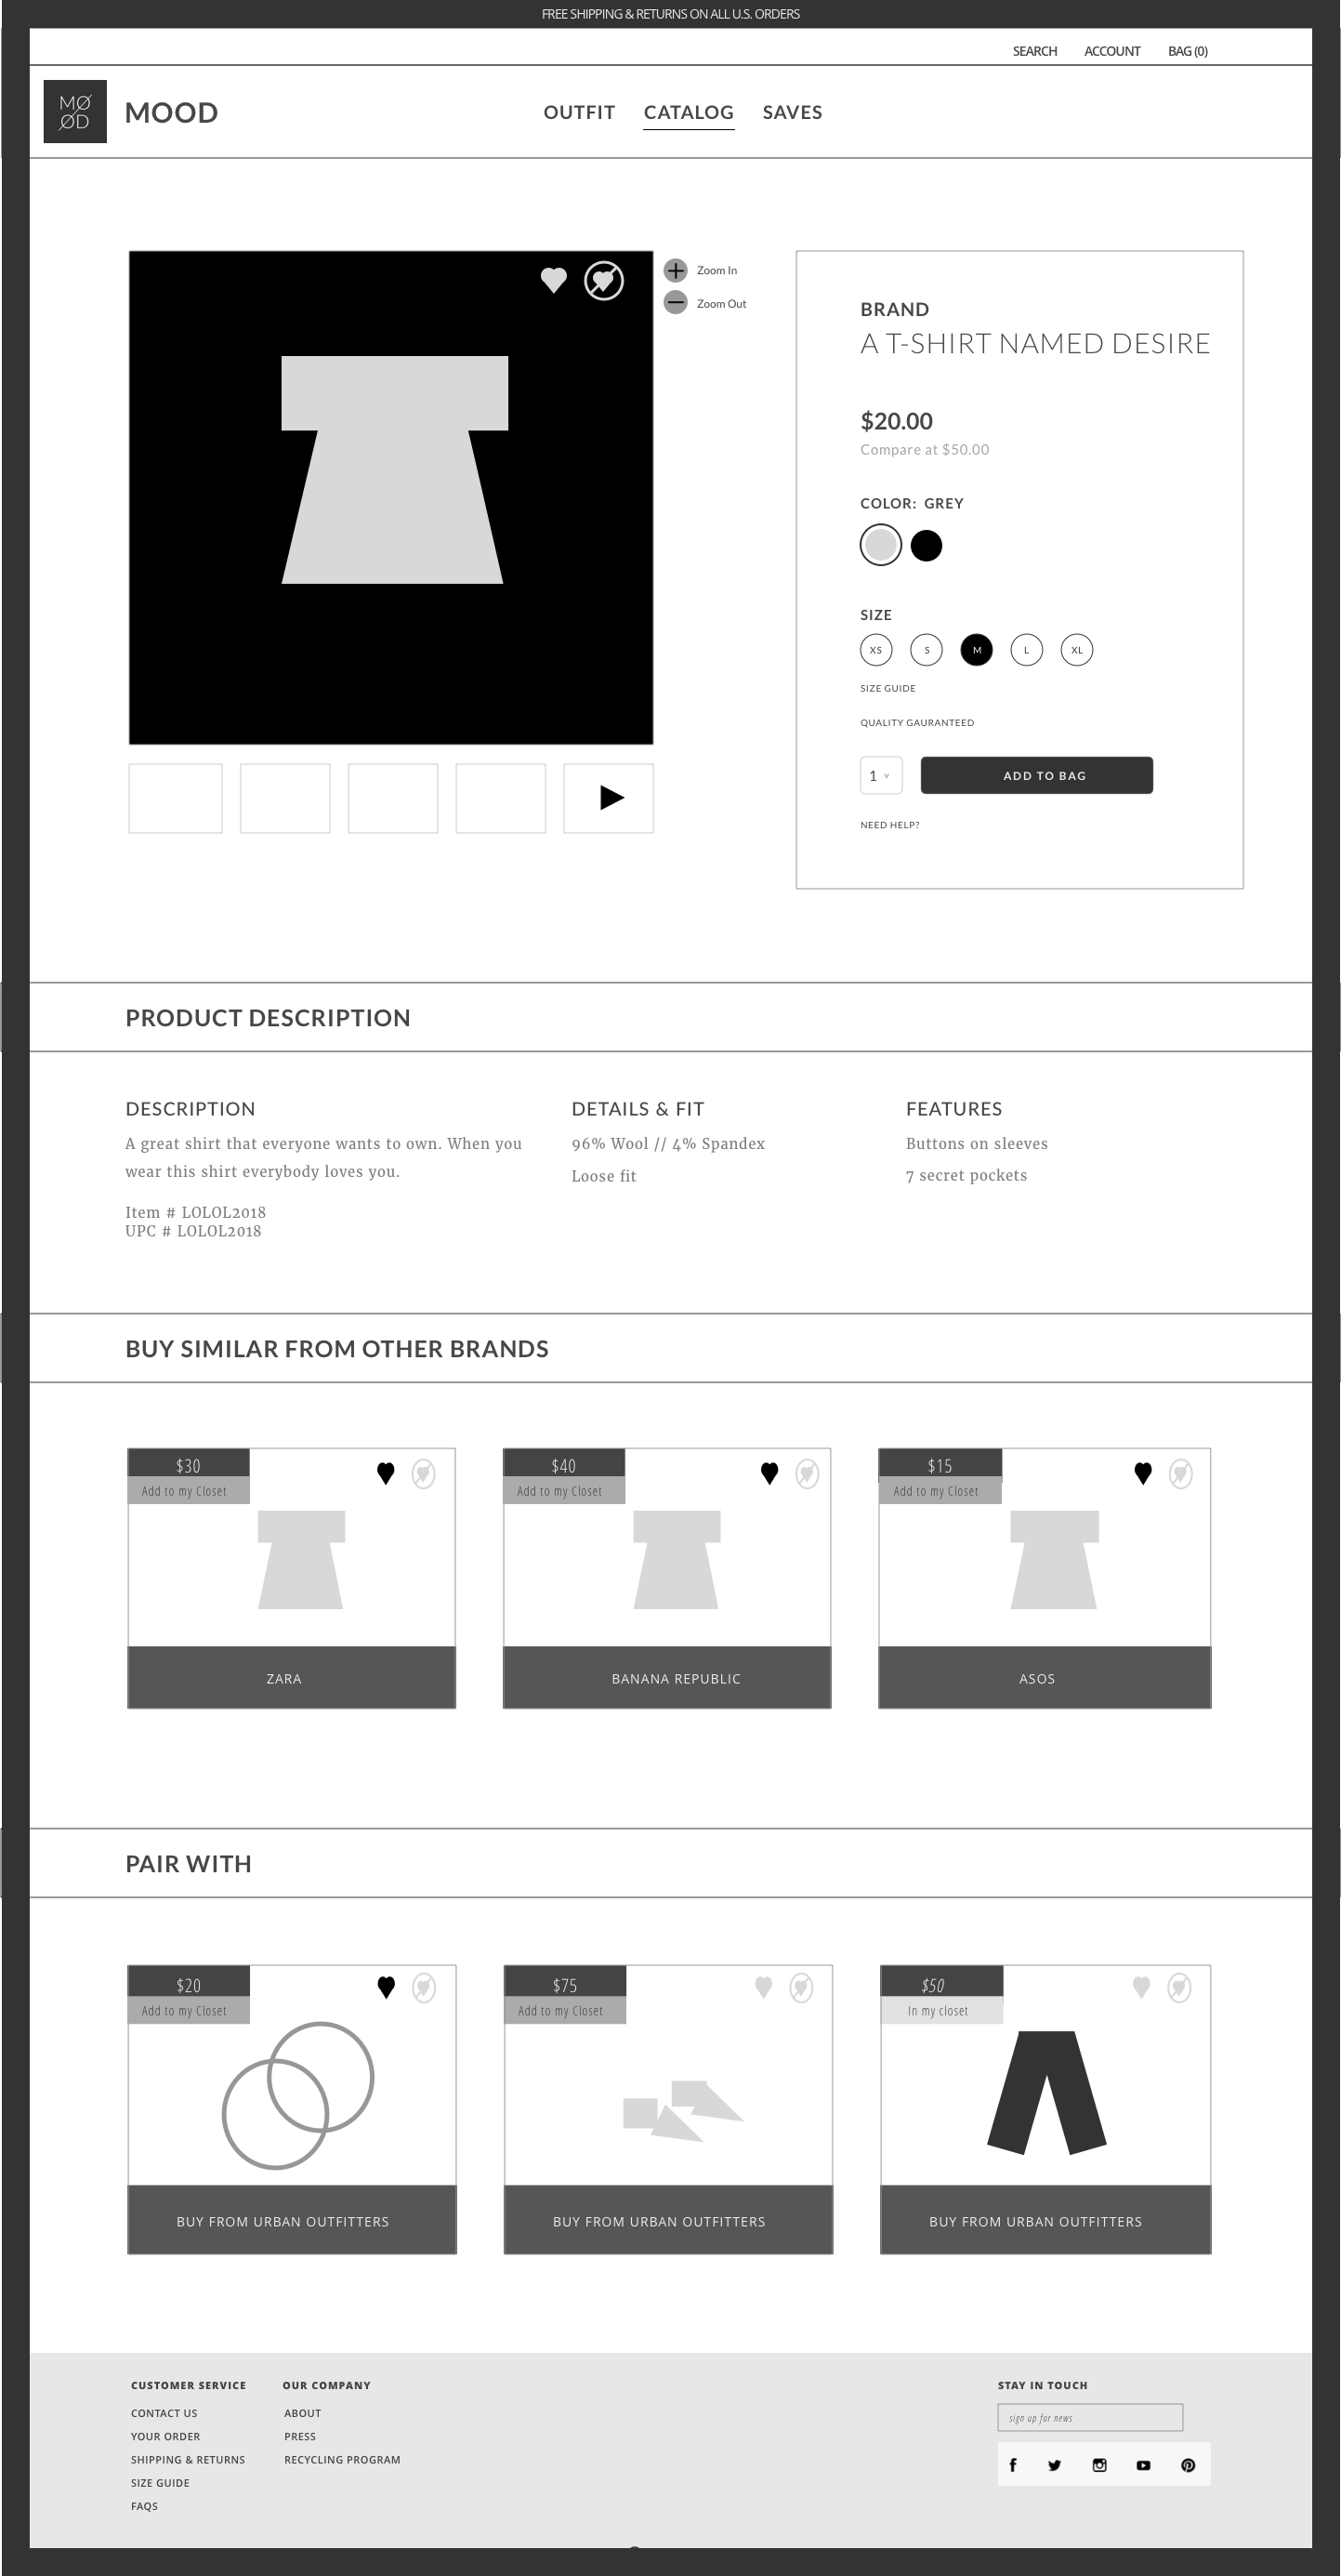 FREE SHIPPING & RETURNS ON ALL U.S. ORDERS
SEARCH ACCOUNT BAG (0)
MØ
ØD
MOOD
OUTFIT CATALOG SAVES
Zoom In
Zoom Out
BRAND
A T-SHIRT NAMED DESIRE
$20.00
Compare at $50.00
COLOR: GREY
SIZE
XS S M L XL
SIZE GUIDE
QUALITY GAURANTEED
1 ˅ ADD TO BAG
NEED HELP?
PRODUCT DESCRIPTION
DESCRIPTION
A great shirt that everyone wants to own. When you
wear this shirt everybody loves you.
Item # LOLOL2018
UPC # LOLOL2018
DETAILS & FIT
96% Wool // 4% Spandex
Loose fit
FEATURES
Buttons on sleeves
7 secret pockets
BUY SIMILAR FROM OTHER BRANDS
$30
Add to my Closet
ZARA
$40
Add to my Closet
BANANA REPUBLIC
$15
Add to my Closet
ASOS
PAIR WITH
$20
Add to my Closet
BUY FROM URBAN OUTFITTERS
$75
Add to my Closet
BUY FROM URBAN OUTFITTERS
$50
In my closet
BUY FROM URBAN OUTFITTERS
CUSTOMER SERVICE
CONTACT US
YOUR ORDER
SHIPPING & RETURNS
SIZE GUIDE
FAQS
OUR COMPANY
ABOUT
PRESS
RECYCLING PROGRAM
STAY IN TOUCH
sign up for news